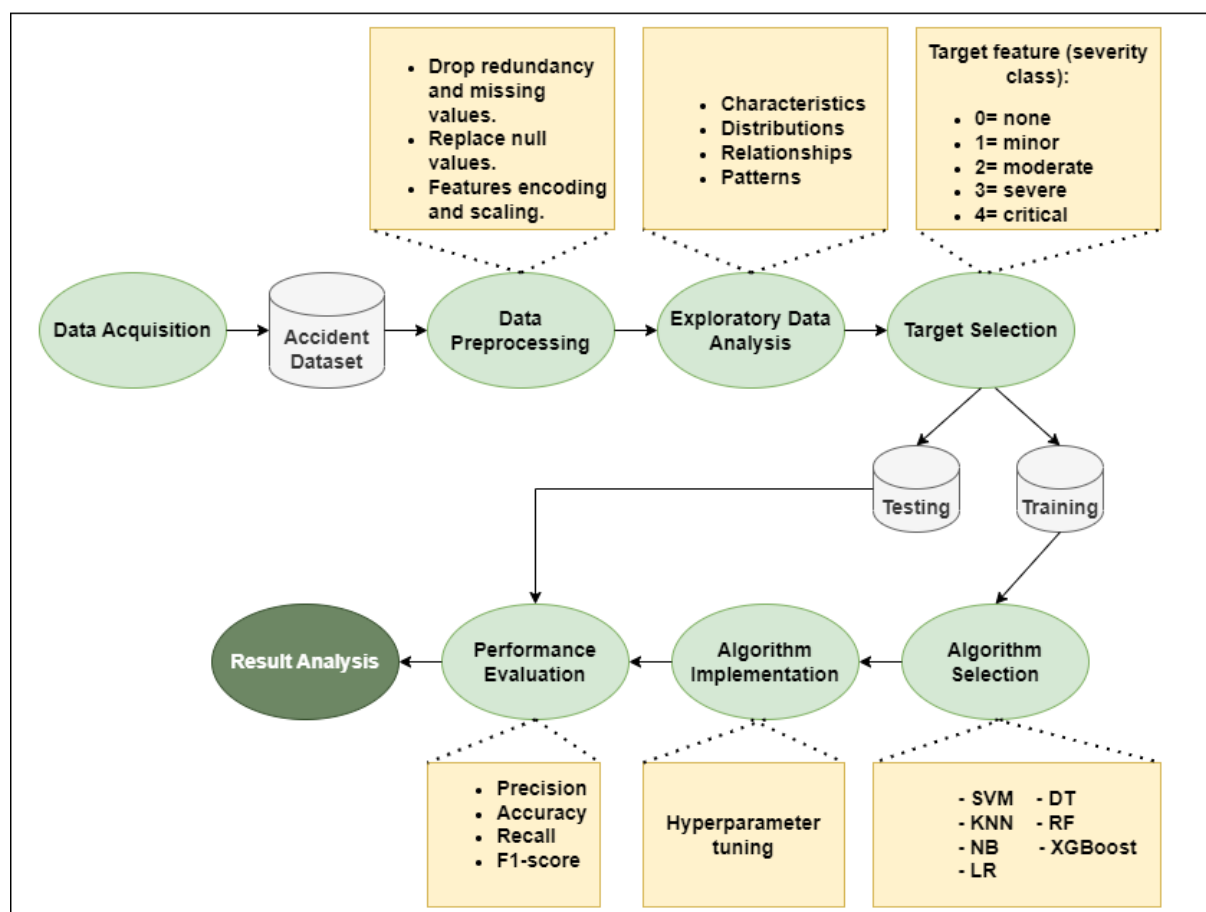 • Drop redundancy
and missing
values.
• Replace null
values.
• Features encoding
and scaling.
• Characteristics
• Distributions
• Relationships
• Patterns
Target feature (severity
class):
• 0= none
• 1= minor
• 2= moderate
• 3= severe
• 4= critical
Data Acquisition
Accident
Dataset
Data
Preprocessing
Exploratory Data
Analysis
Target Selection
Testing
Training
Result Analysis
Performance
Evaluation
Algorithm
Implementation
Algorithm
Selection
• Precision
• Accuracy
• Recall
• F1-score
Hyperparameter
tuning
- SVM - DT
- KNN - RF
- NB - XGBoost
- LR